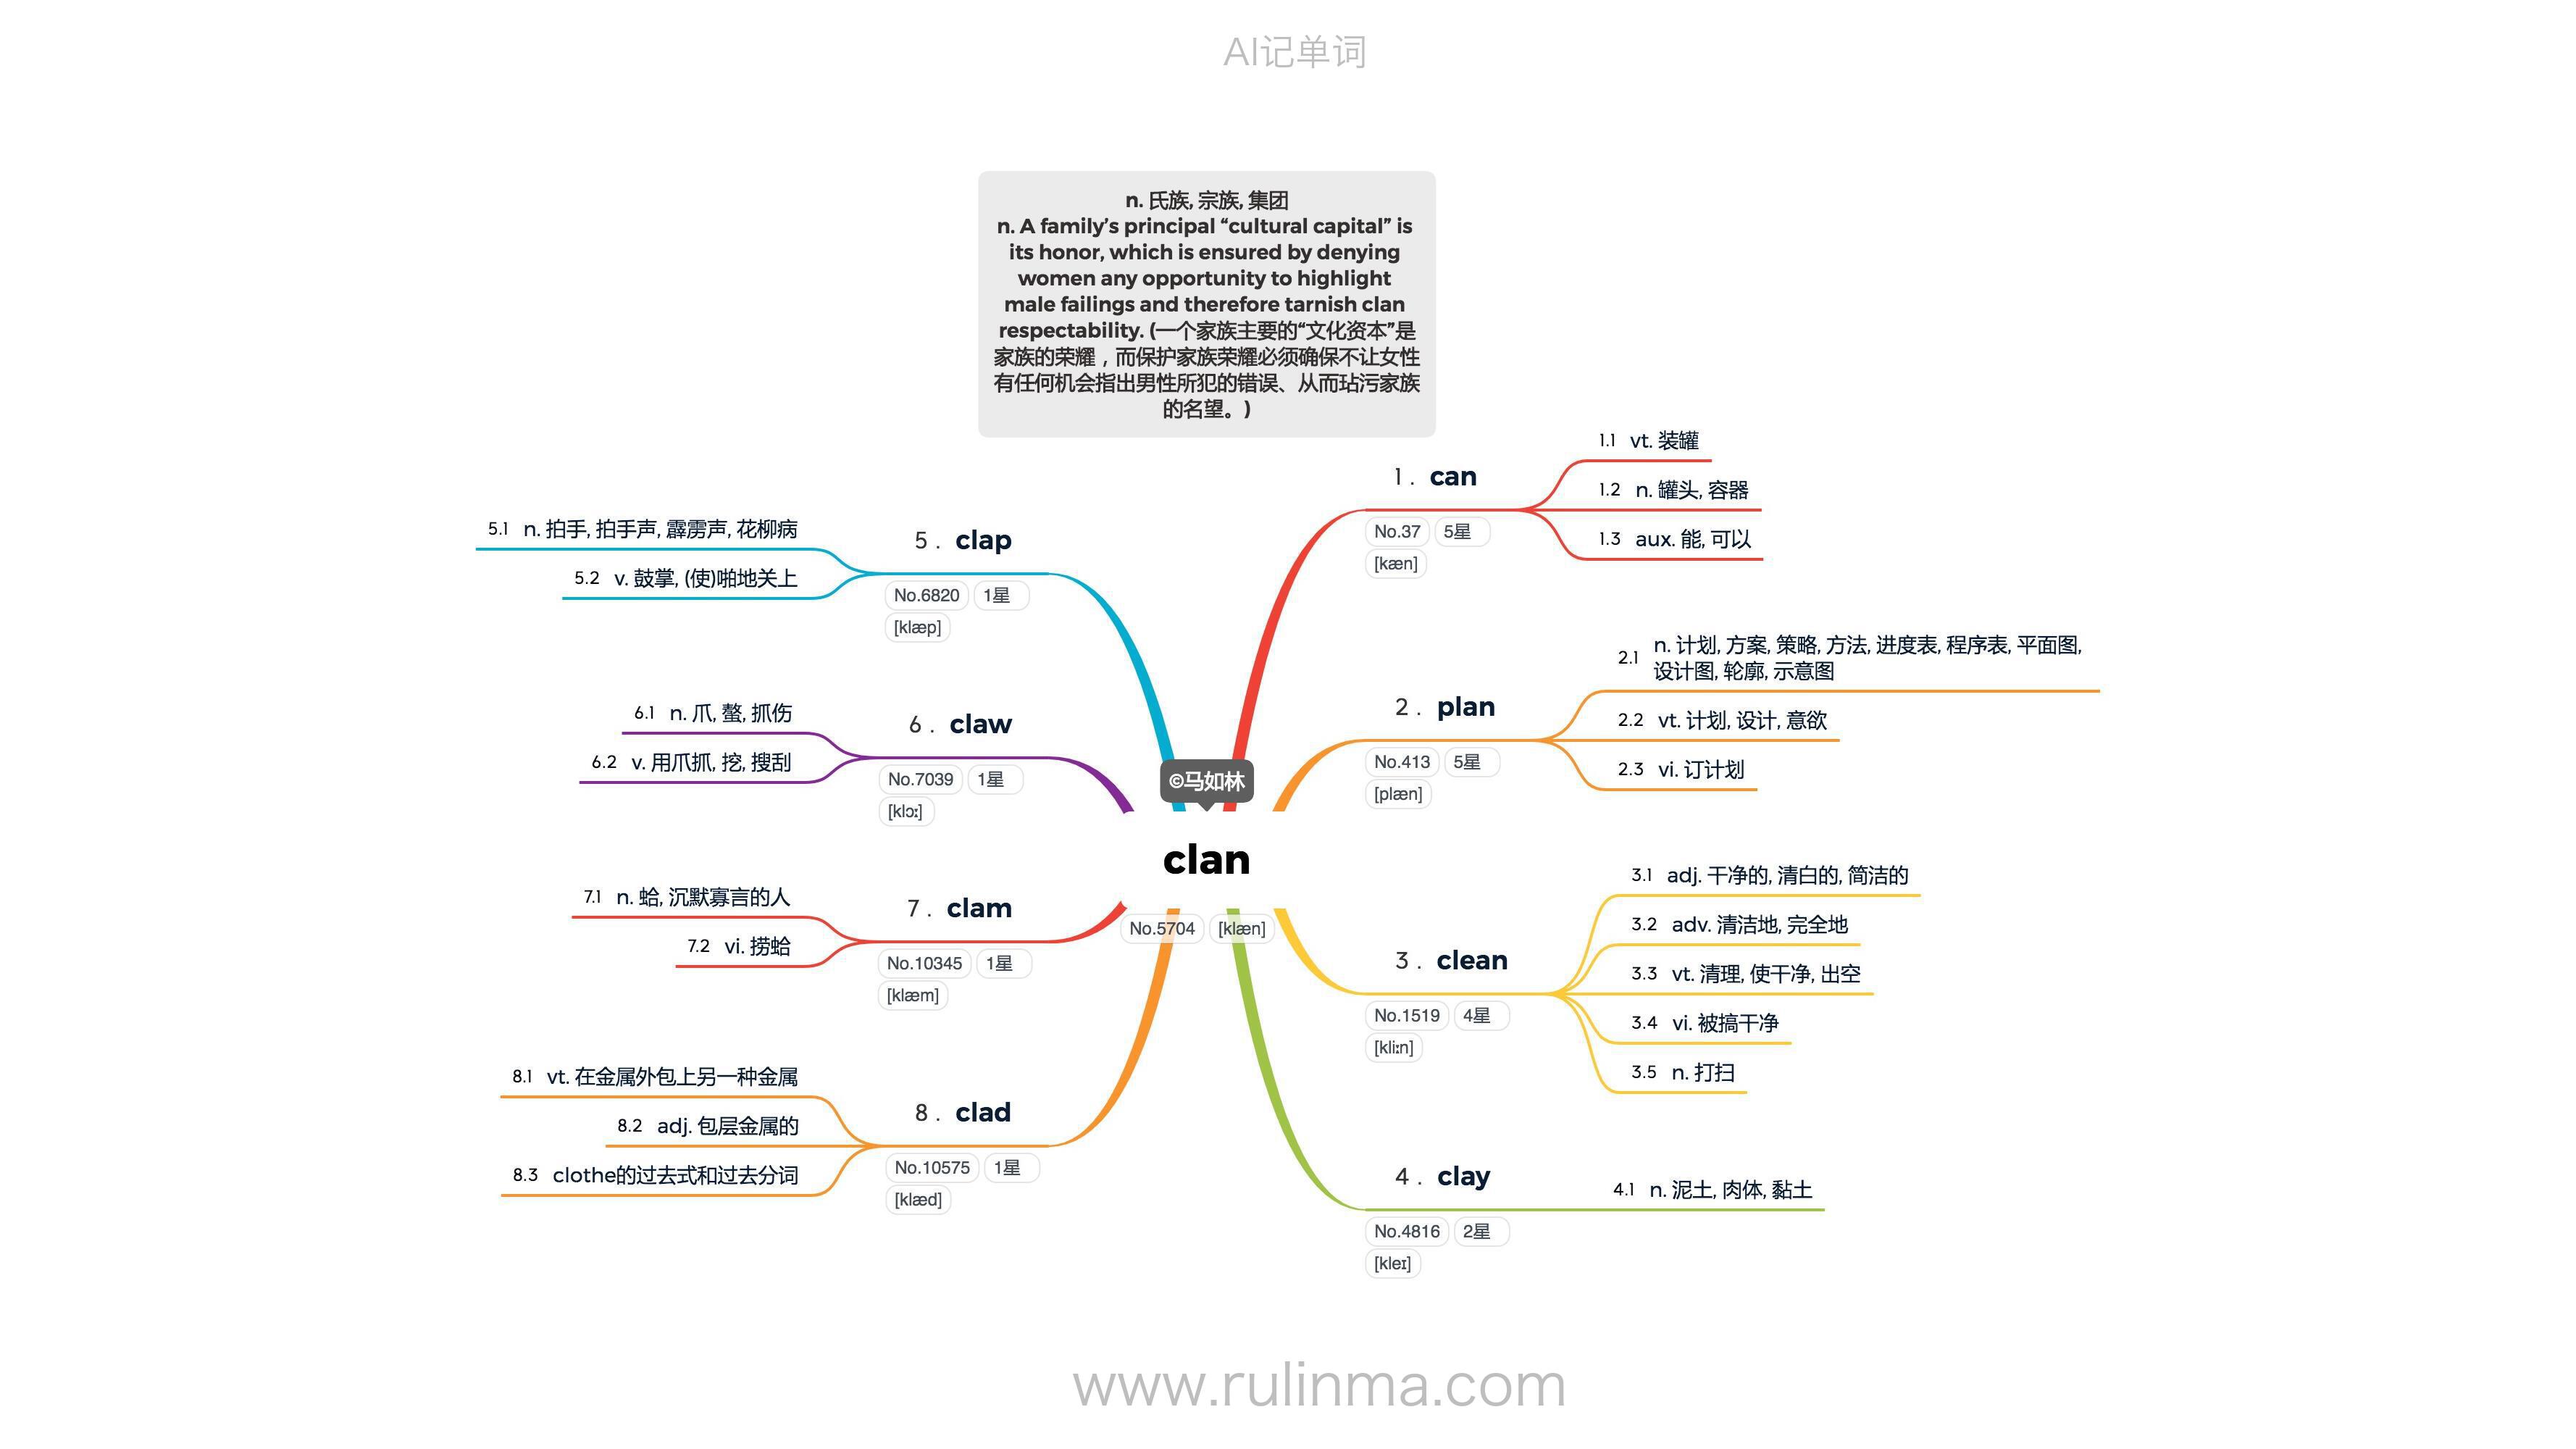 AI记单词
n. 氏族, 宗族, 集团
n. A family’s principal “cultural capital” is
its honor, which is ensured by denying
women any opportunity to highlight
male failings and therefore tarnish clan
respectability. (一个家族主要的“文化资本”是
家族的荣耀，而保护家族荣耀必须确保不让女性
有任何机会指出男性所犯的错误、从而玷污家族
的名望。)
©马如林
clan
No.5704 [klæn]
1 . can
No.37 5星
[kæn]
1.1 vt. 装罐
1.2 n. 罐头, 容器
1.3 aux. 能, 可以
2 . plan
No.413 5星
[plæn]
2.1 n. 计划, 方案, 策略, 方法, 进度表, 程序表, 平面图,
设计图, 轮廓, 示意图
2.2 vt. 计划, 设计, 意欲
2.3 vi. 订计划
3 . clean
No.1519 4星
[kliːn]
3.1 adj. 干净的, 清白的, 简洁的
3.2 adv. 清洁地, 完全地
3.3 vt. 清理, 使干净, 出空
3.4 vi. 被搞干净
3.5 n. 打扫
4 . clay
No.4816 2星
[kleɪ]
4.1 n. 泥土, 肉体, 黏土
5 . clap
No.6820 1星
[klæp]
5.1 n. 拍手, 拍手声, 霹雳声, 花柳病
5.2 v. 鼓掌, (使)啪地关上
6 . claw
No.7039 1星
[klɔː]
6.1 n. 爪, 螯, 抓伤
6.2 v. 用爪抓, 挖, 搜刮
7 . clam
No.10345 1星
[klæm]
7.1 n. 蛤, 沉默寡言的人
7.2 vi. 捞蛤
8 . clad
No.10575 1星
[klæd]
8.1 vt. 在金属外包上另一种金属
8.2 adj. 包层金属的
8.3 clothe的过去式和过去分词
www.rulinma.com